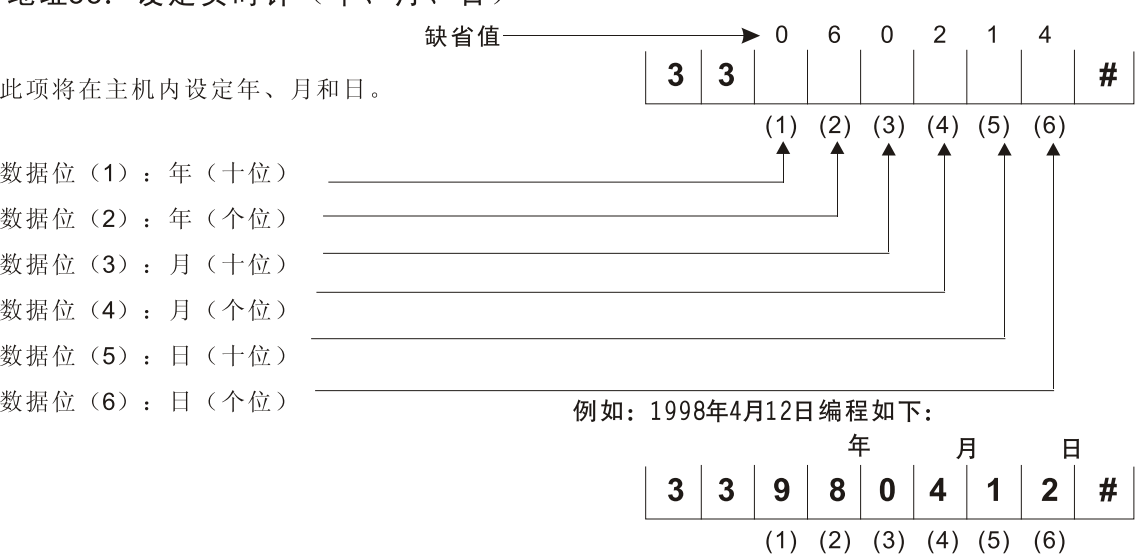 缺省值 0 6 0 2 1 4
3 3 #
此项将在主机内设定年、月和日。
(1) (2) (3) (4) (5) (6)
数据位（1）：年（十位）
数据位（2）：年（个位）
数据位（3）：月（十位）
数据位（4）：月（个位）
数据位（5）：日（十位）
数据位（6）：日（个位）
例如：1998年4月12日编程如下：
年 月 日
3 3 9 8 0 4 1 2 #
(1) (2) (3) (4) (5) (6)